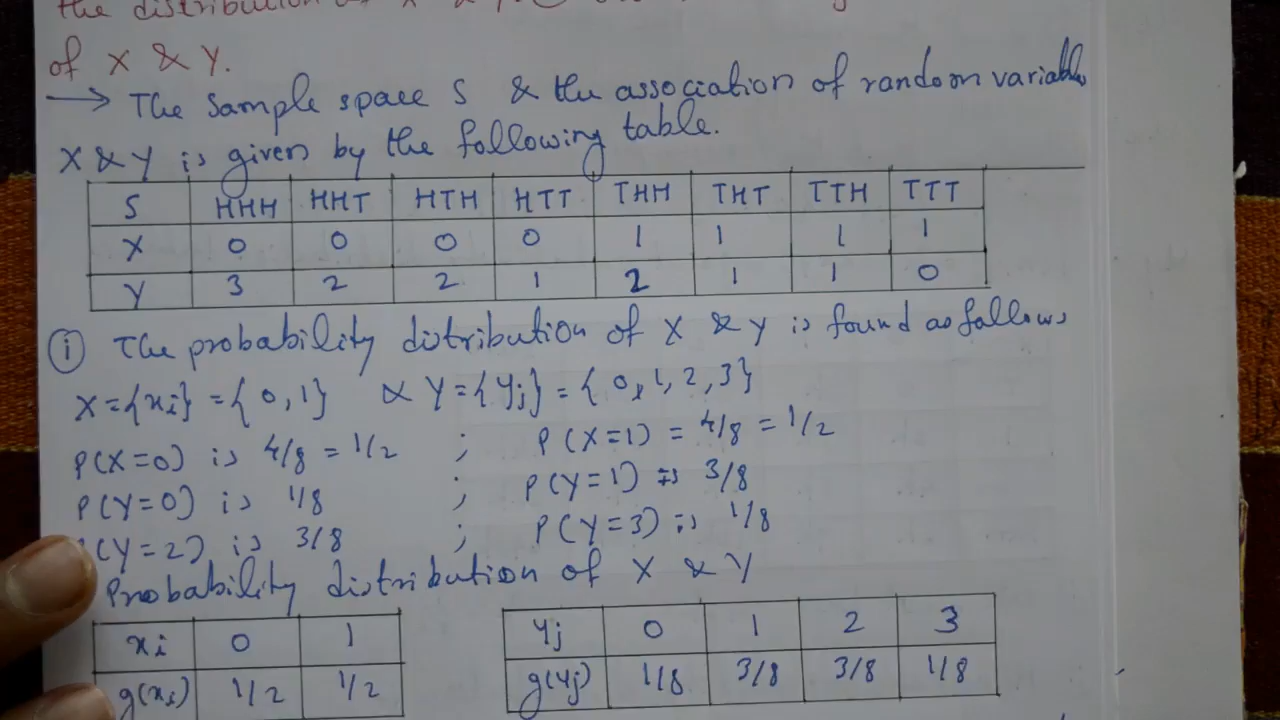 the distribution of X & Y.
of X & Y.
→ The sample space S & the association of random variables
X & Y is given by the following table.
S HHH HHT HTH HTT THH THT TTH TTT
X 0 0 0 0 1 1 1 1
Y 3 2 2 1 2 1 1 0
(i) The probability distribution of X & Y is found as follows
X = {xi} = {0, 1} & Y = {yj} = {0, 1, 2, 3}
P(X=0) is 4/8 = 1/2 ; P(X=1) = 4/8 = 1/2
P(Y=0) is 1/8 ; P(Y=1) is 3/8
P(Y=2) is 3/8 ; P(Y=3) is 1/8
Probability distribution of X & Y
xi 0 1
g(xi) 1/2 1/2
yj 0 1 2 3
g(yj) 1/8 3/8 3/8 1/8